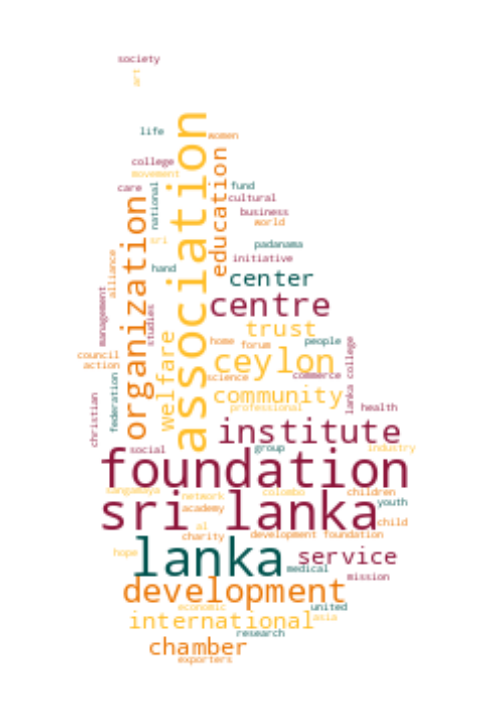 society
art
life
women
association
college
movement
education
care
national
fund
cultural
organization
business
world
sri
padanama
alliance
initiative
hand
center
management
centre
studies
trust
welfare
home
forum
people
council
action
ceylon
lanka college
science
commerce
federation
community
christian
professional
health
institute
social
group
industry
foundation
sangamaya
network
colombo
children
sri lanka
academy
youth
al
child
charity
development foundation
lanka
hope
service
medical
mission
development
economic
united
international
asia
research
chamber
exporters